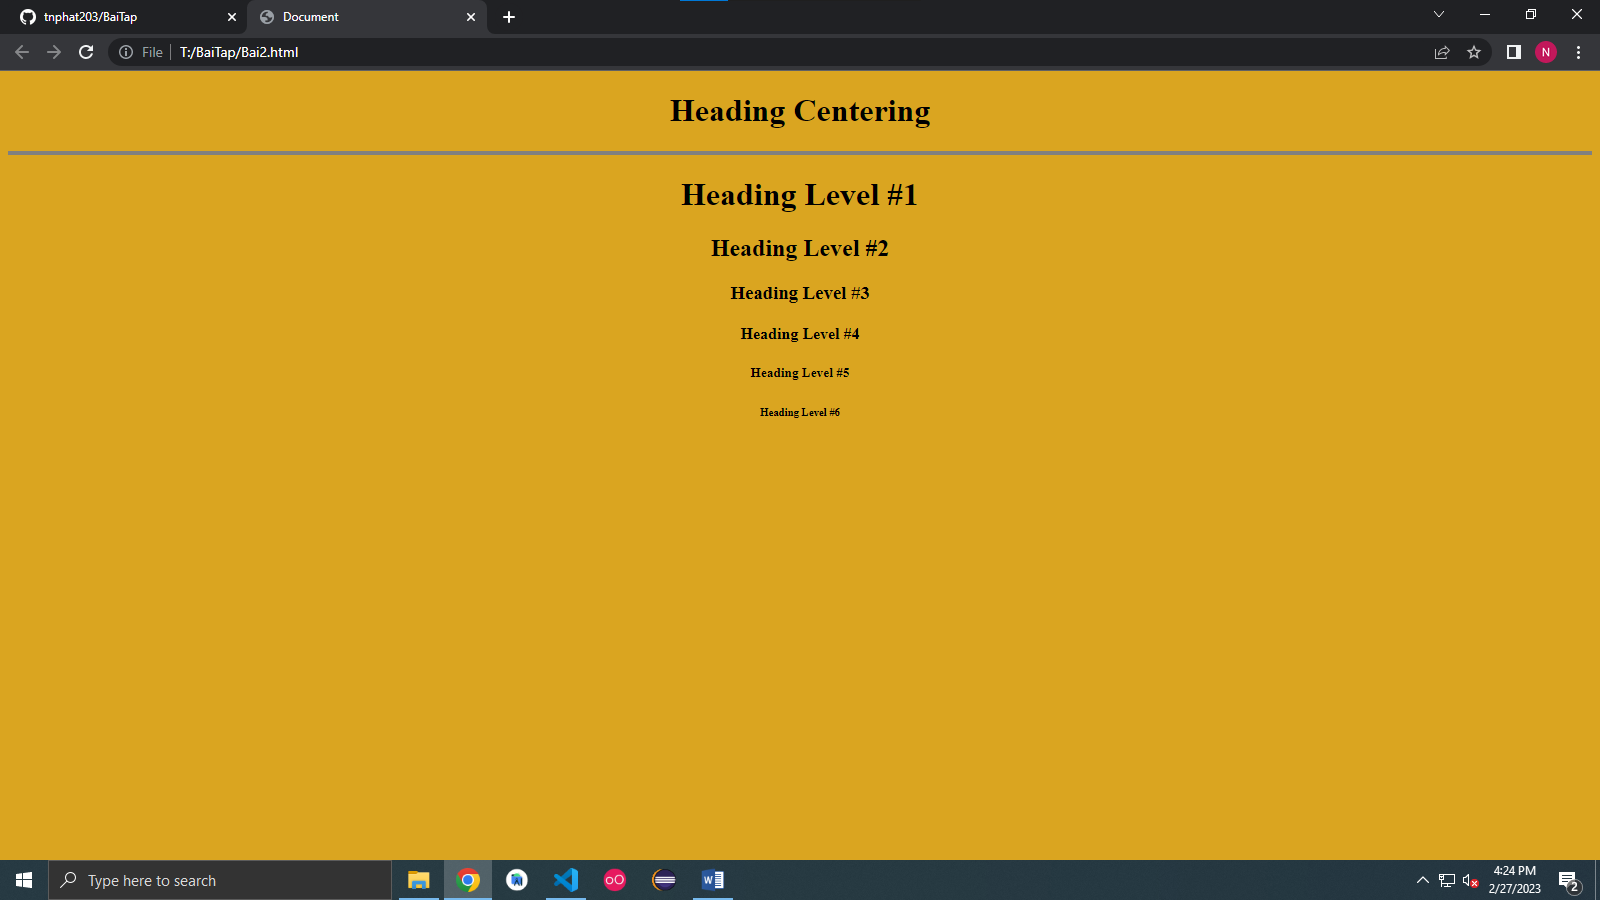 tnphat203/BaiTap
Document
File
T:/BaiTap/Bai2.html
N
Heading Centering
Heading Level #1
Heading Level #2
Heading Level #3
Heading Level #4
Heading Level #5
Heading Level #6
Type here to search
4:24 PM
2/27/2023
2